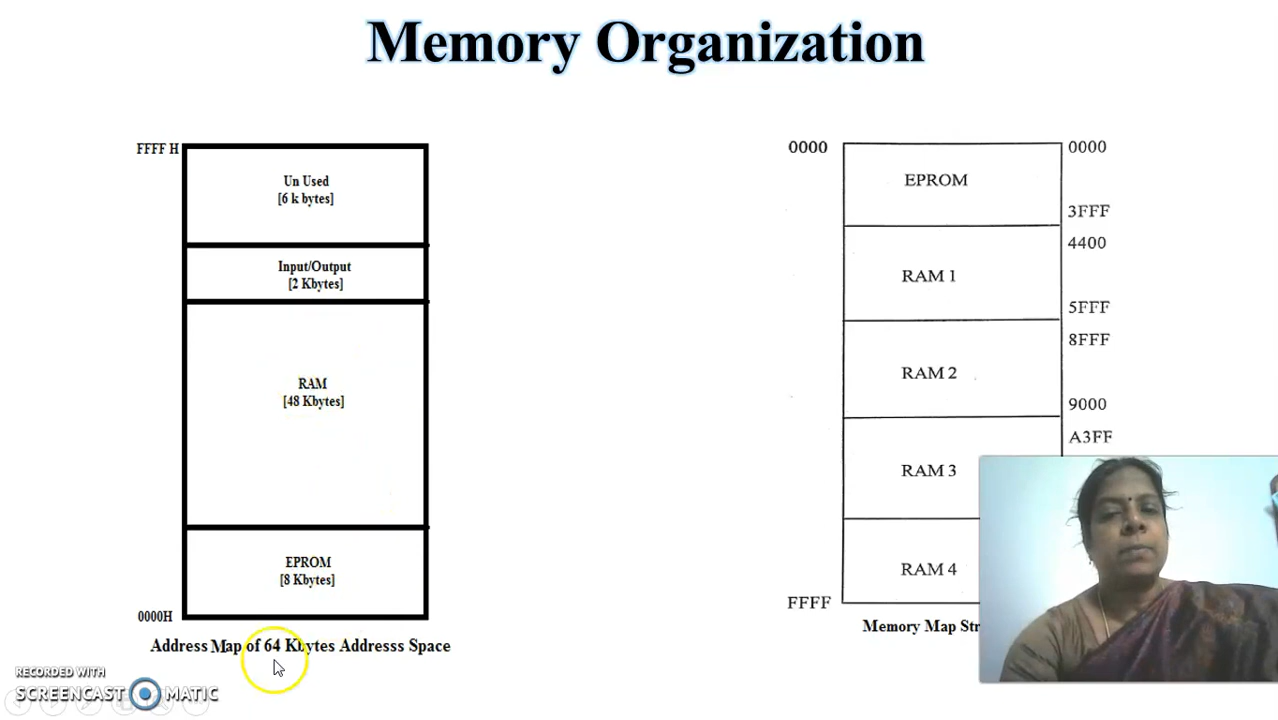 Memory Organization
FFFF H
Un Used
[6 k bytes]
Input/Output
[2 Kbytes]
RAM
[48 Kbytes]
EPROM
[8 Kbytes]
0000H
Address Map of 64 Kbytes Addresss Space
0000
0000
EPROM
3FFF
4400
RAM 1
5FFF
8FFF
RAM 2
9000
A3FF
RAM 3
RAM 4
FFFF
Memory Map
RECORDED WITH
SCREENCAST MATIC